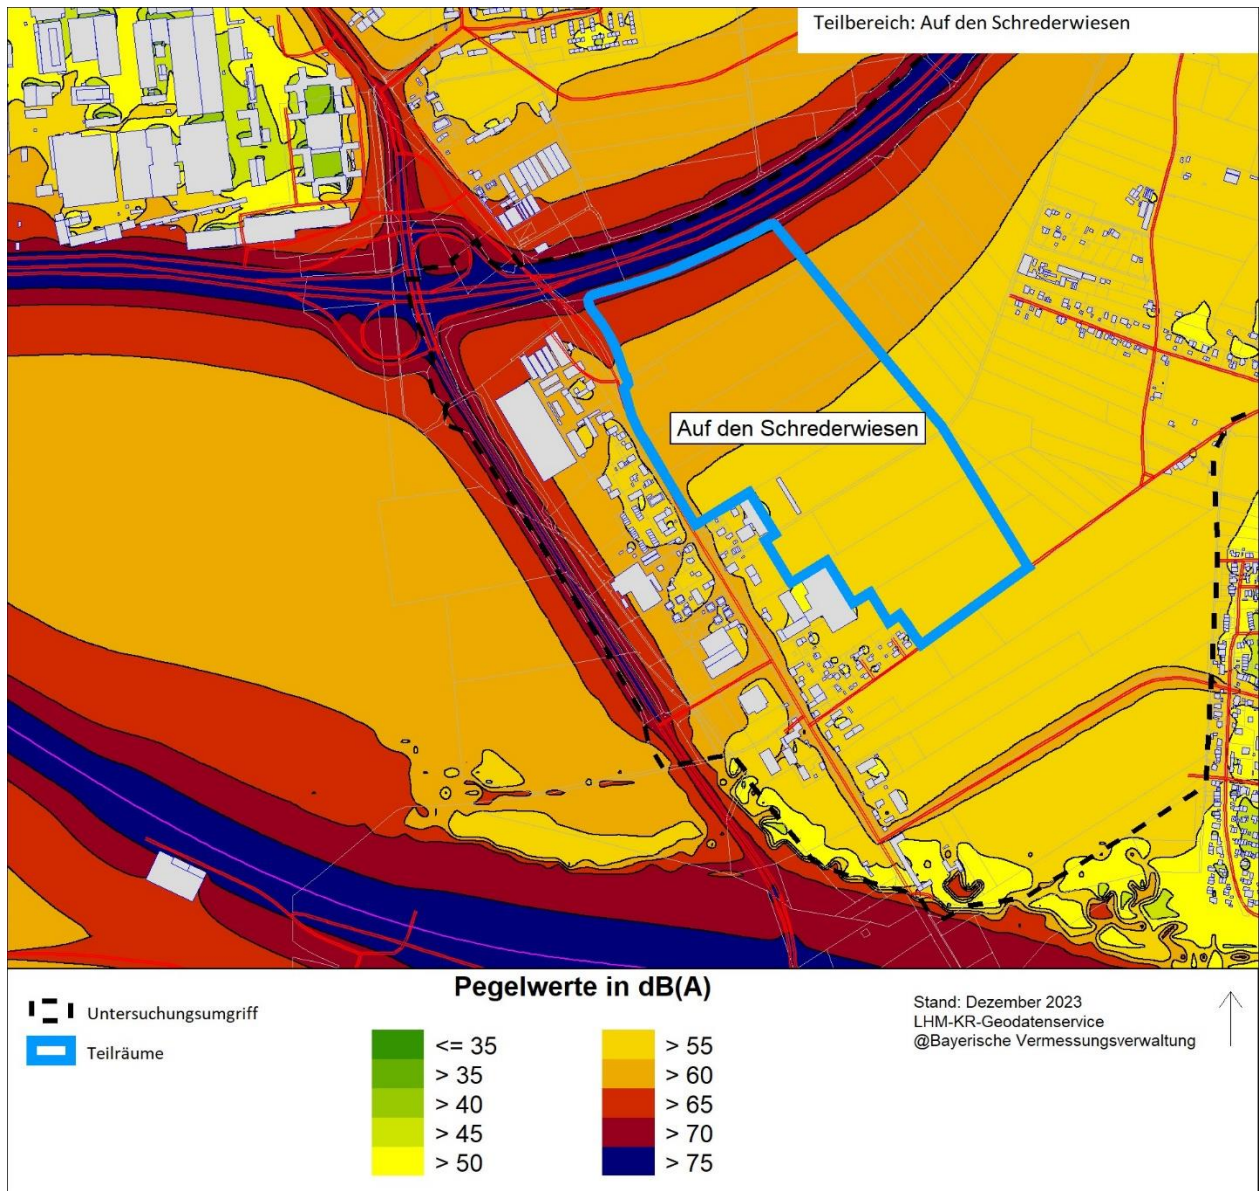 Teilbereich: Auf den Schrederwiesen
Auf den Schrederwiesen
Pegelwerte in dB(A)
Untersuchungsumgriff
Teilräume
<= 35
> 35
> 40
> 45
> 50
> 55
> 60
> 65
> 70
> 75
Stand: Dezember 2023
LHM-KR-Geodatenservice
@Bayerische Vermessungsverwaltung